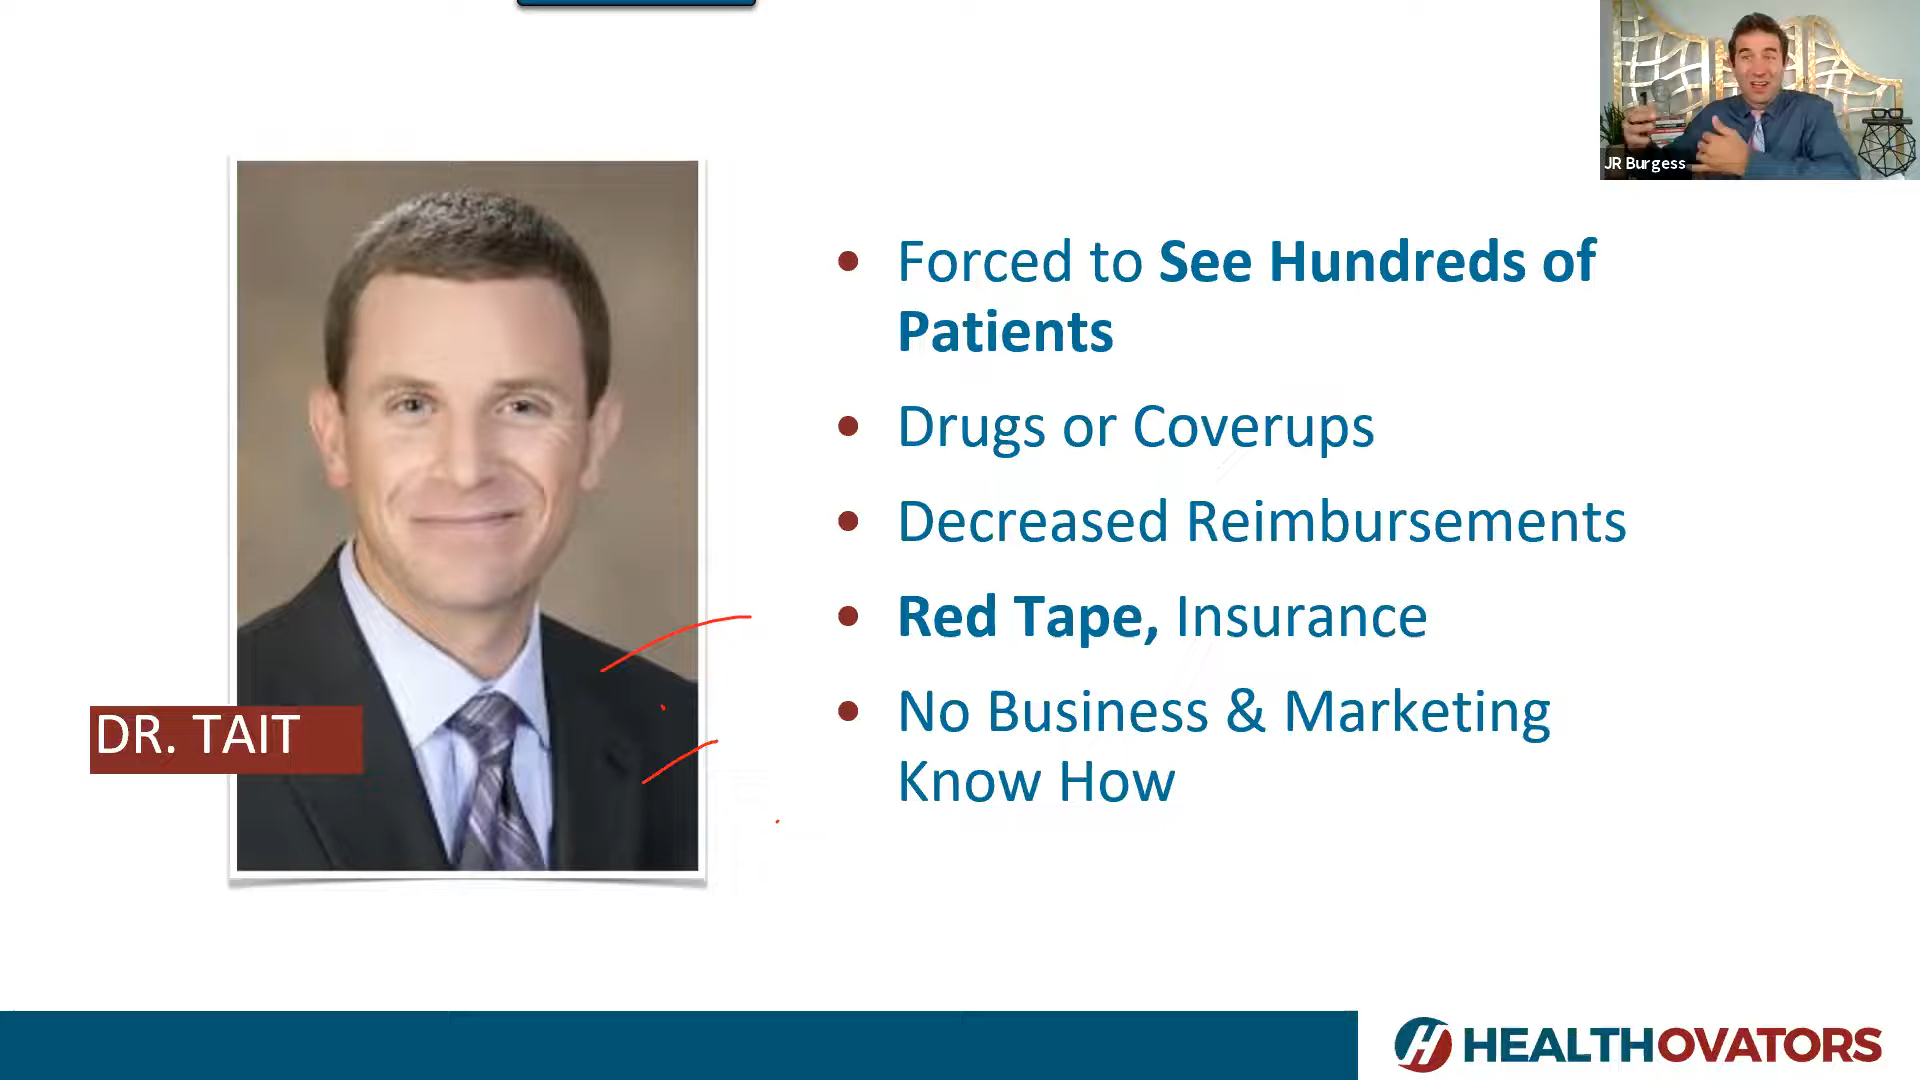 JR Burgess
Forced to See Hundreds of
Patients
Drugs or Coverups
Decreased Reimbursements
Red Tape, Insurance
No Business & Marketing
Know How
DR. TAIT
HEALTHOVATORS